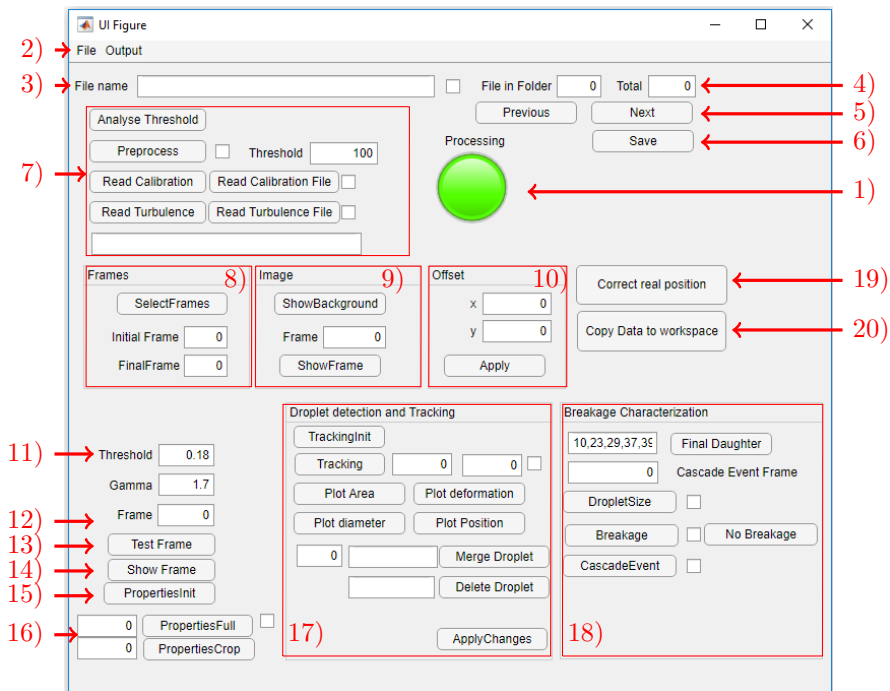 UI Figure
2) File Output
3) File name File in Folder 0 Total 0 4)
Previous Next 5)
Analyse Threshold
Processing Save 6)
Preprocess Threshold 100
7)
Read Calibration Read Calibration File
1)
Read Turbulence Read Turbulence File
Frames 8) Image 9) Offset 10)
Correct real position 19)
SelectFrames ShowBackground x 0
Initial Frame 0 Frame 0 y 0 Copy Data to workspace 20)
FinalFrame 0 ShowFrame Apply
Droplet detection and Tracking Breakage Characterization
TrackingInit 10,23,29,37,39 Final Daughter
11) Threshold 0.18 Tracking 0 0 0 Cascade Event Frame
Gamma 1.7 Plot Area Plot deformation DropletSize
12) Frame 0 Plot diameter Plot Position Breakage No Breakage
13) Test Frame
0 Merge Droplet CascadeEvent
14) Show Frame
15) PropertiesInit Delete Droplet
16) 0 PropertiesFull
0 PropertiesCrop
17) ApplyChanges 18)